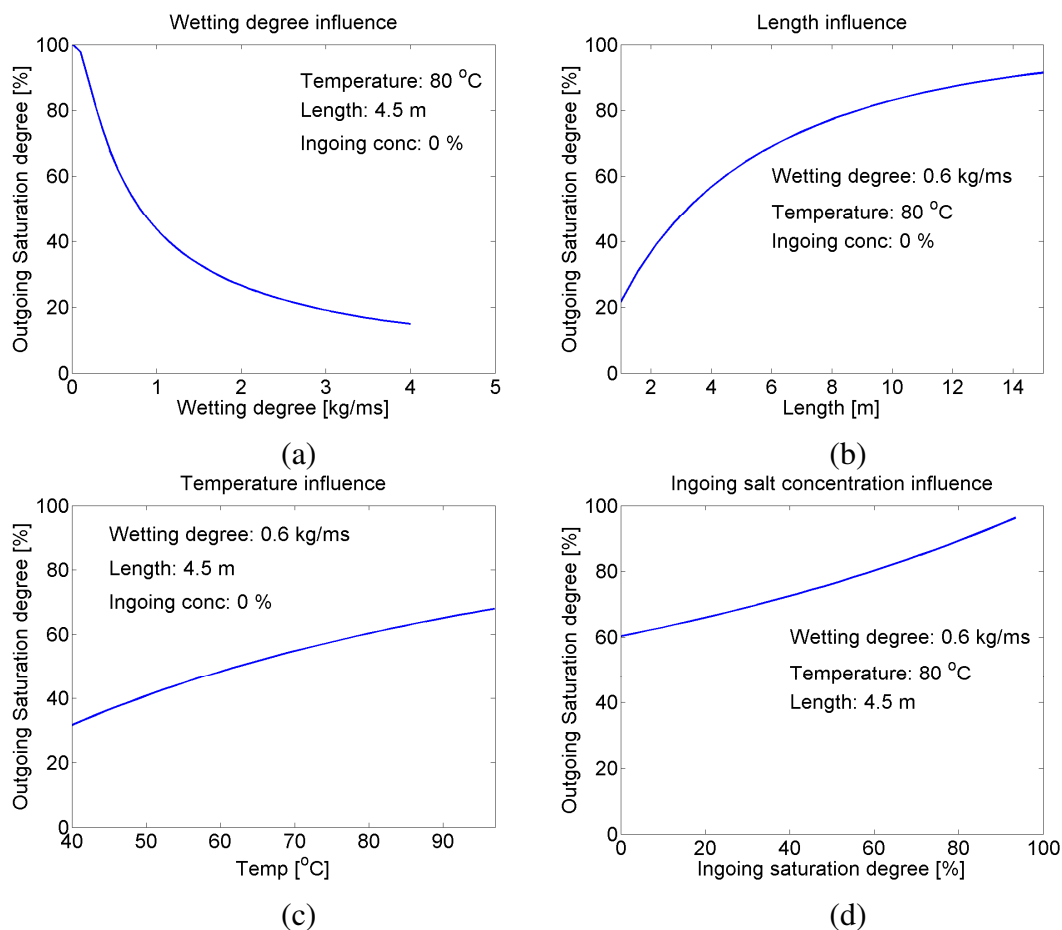 Wetting degree influence
100
80
60
40
20
0
Outgoing Saturation degree [%]
Temperature: 80 °C
Length: 4.5 m
Ingoing conc: 0 %
0 1 2 3 4 5
Wetting degree [kg/ms]
(a)
Length influence
100
80
60
40
20
0
Outgoing Saturation degree [%]
Wetting degree: 0.6 kg/ms
Temperature: 80 °C
Ingoing conc: 0 %
2 4 6 8 10 12 14
Length [m]
(b)
Temperature influence
100
80
60
40
20
0
Outgoing Saturation degree [%]
Wetting degree: 0.6 kg/ms
Length: 4.5 m
Ingoing conc: 0 %
40 50 60 70 80 90
Temp [°C]
(c)
Ingoing salt concentration influence
100
80
60
40
20
0
Outgoing Saturation degree [%]
Wetting degree: 0.6 kg/ms
Temperature: 80 °C
Length: 4.5 m
0 20 40 60 80 100
Ingoing saturation degree [%]
(d)